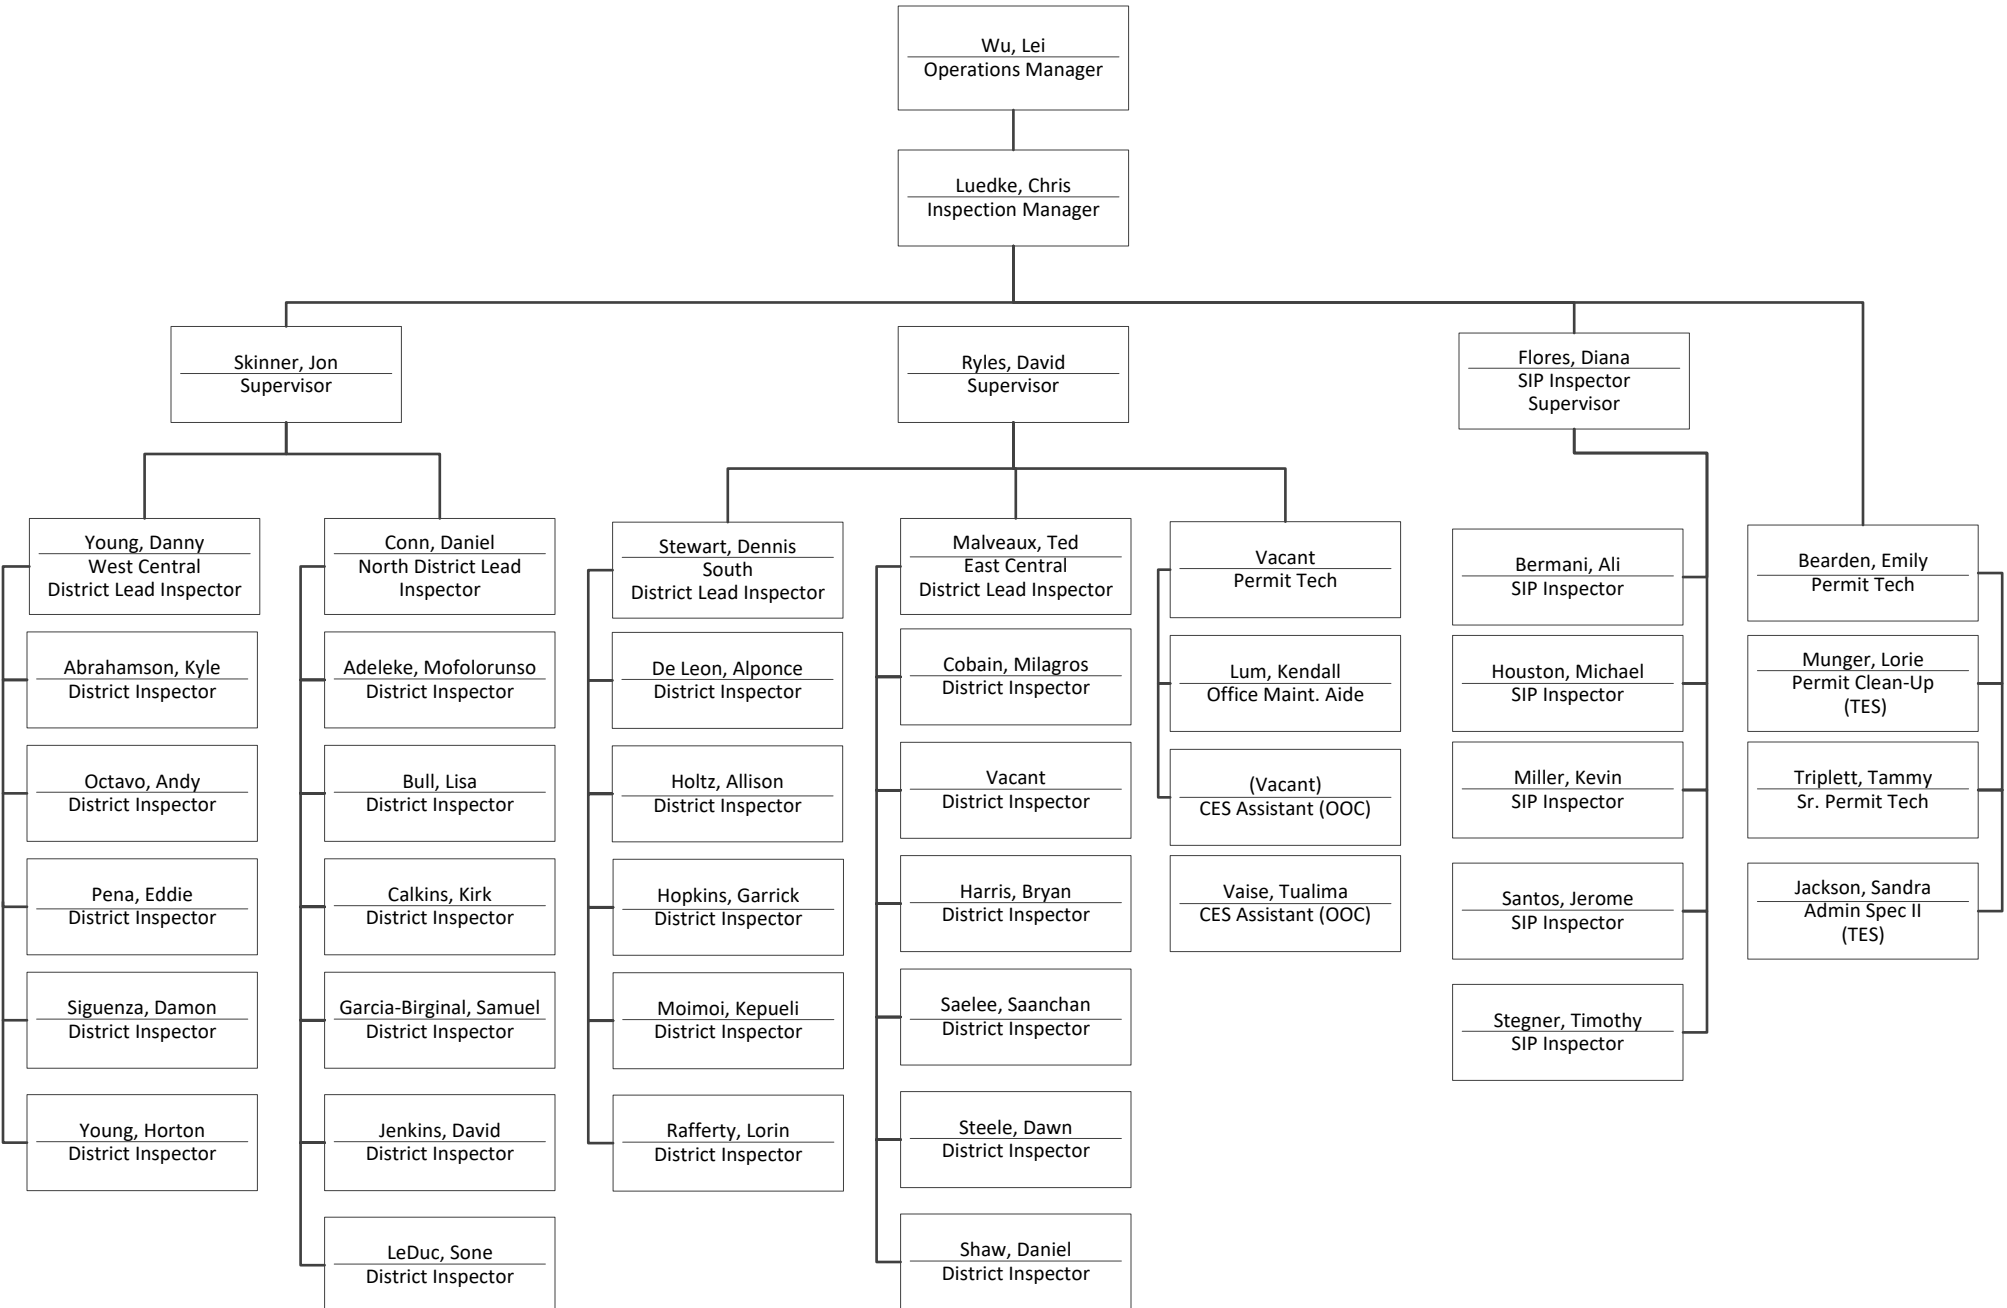 Wu, Lei
Operations Manager
Luedke, Chris
Inspection Manager
Skinner, Jon
Supervisor
Ryles, David
Supervisor
Flores, Diana
SIP Inspector
Supervisor
Young, Danny
West Central
District Lead Inspector
Abrahamson, Kyle
District Inspector
Octavo, Andy
District Inspector
Pena, Eddie
District Inspector
Siguenza, Damon
District Inspector
Young, Horton
District Inspector
Conn, Daniel
North District Lead
Inspector
Adeleke, Mofolorunso
District Inspector
Bull, Lisa
District Inspector
Calkins, Kirk
District Inspector
Garcia-Birginal, Samuel
District Inspector
Jenkins, David
District Inspector
LeDuc, Sone
District Inspector
Stewart, Dennis
South
District Lead Inspector
De Leon, Alponce
District Inspector
Holtz, Allison
District Inspector
Hopkins, Garrick
District Inspector
Moimoi, Kepueli
District Inspector
Rafferty, Lorin
District Inspector
Malveaux, Ted
East Central
District Lead Inspector
Cobain, Milagros
District Inspector
Vacant
District Inspector
Harris, Bryan
District Inspector
Saelee, Saanchan
District Inspector
Steele, Dawn
District Inspector
Shaw, Daniel
District Inspector
Vacant
Permit Tech
Lum, Kendall
Office Maint. Aide
(Vacant)
CES Assistant (OOC)
Vaise, Tualima
CES Assistant (OOC)
Bermani, Ali
SIP Inspector
Houston, Michael
SIP Inspector
Miller, Kevin
SIP Inspector
Santos, Jerome
SIP Inspector
Stegner, Timothy
SIP Inspector
Bearden, Emily
Permit Tech
Munger, Lorie
Permit Clean-Up
(TES)
Triplett, Tammy
Sr. Permit Tech
Jackson, Sandra
Admin Spec II
(TES)